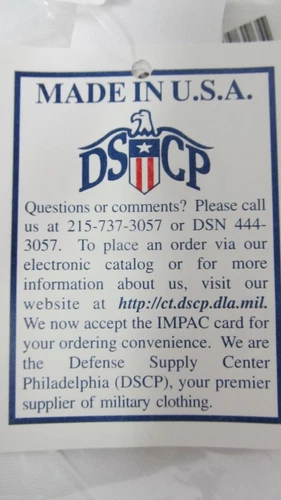 MADE IN U.S.A.
DSCP
Questions or comments? Please call
us at 215-737-3057 or DSN 444-
3057. To place an order via our
electronic catalog or for more
information about us, visit our
website at http://ct.dscp.dla.mil.
We now accept the IMPAC card for
your ordering convenience. We are
the Defense Supply Center
Philadelphia (DSCP), your premier
supplier of military clothing.